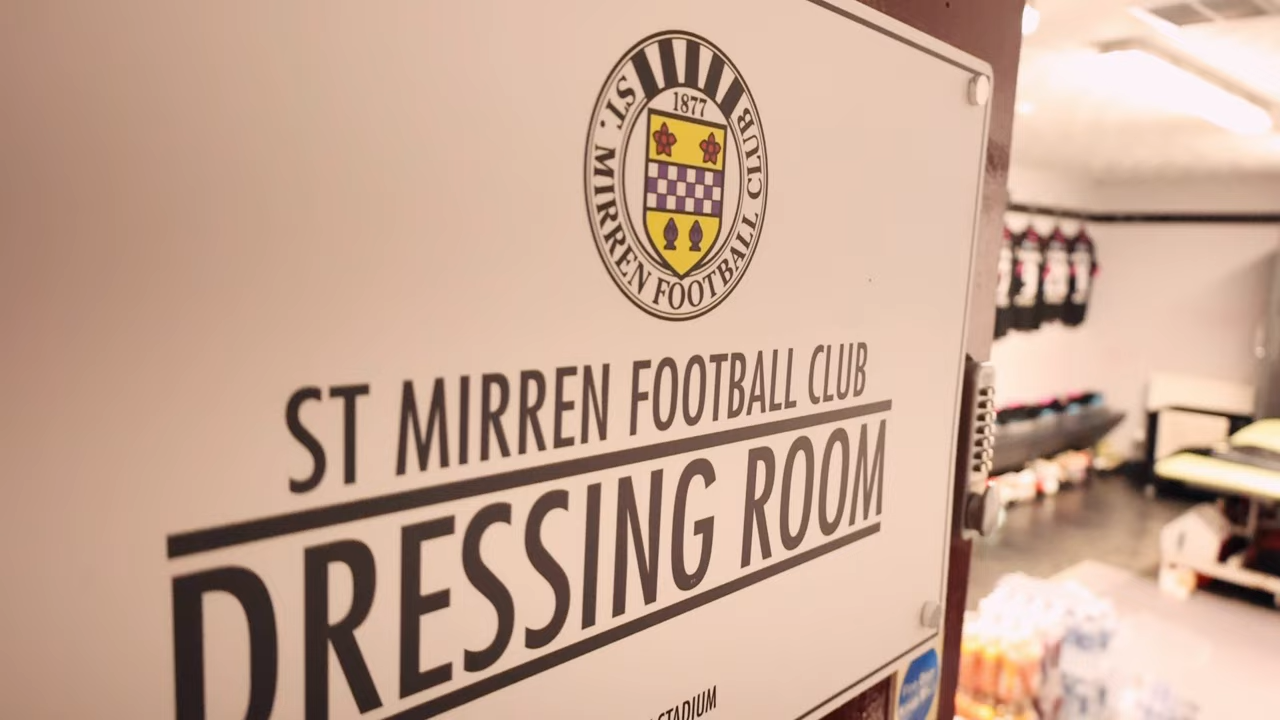 1877
ST. MIRREN FOOTBALL CLUB
ST MIRREN FOOTBALL CLUB
DRESSING ROOM
STADIUM